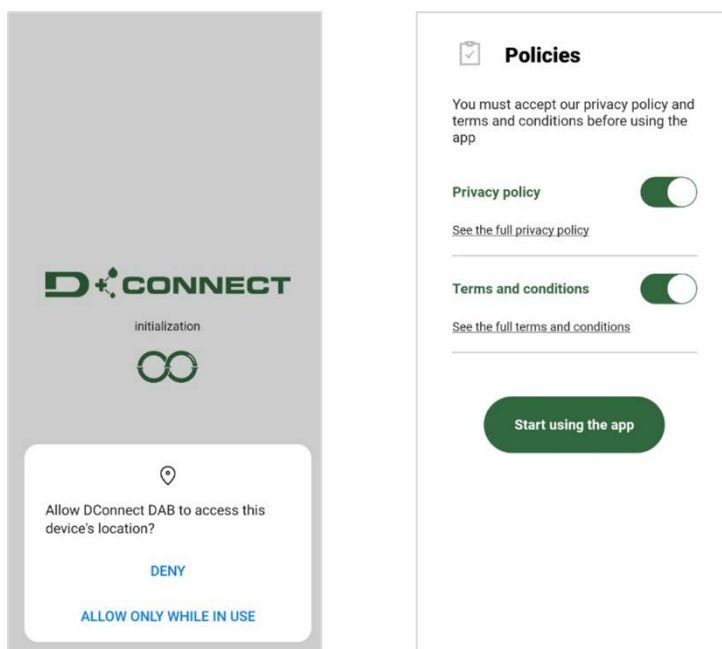 D CONNECT
initialization
Allow DConnect DAB to access this
device's location?
DENY
ALLOW ONLY WHILE IN USE
Policies
You must accept our privacy policy and
terms and conditions before using the
app
Privacy policy
See the full privacy policy
Terms and conditions
See the full terms and conditions
Start using the app